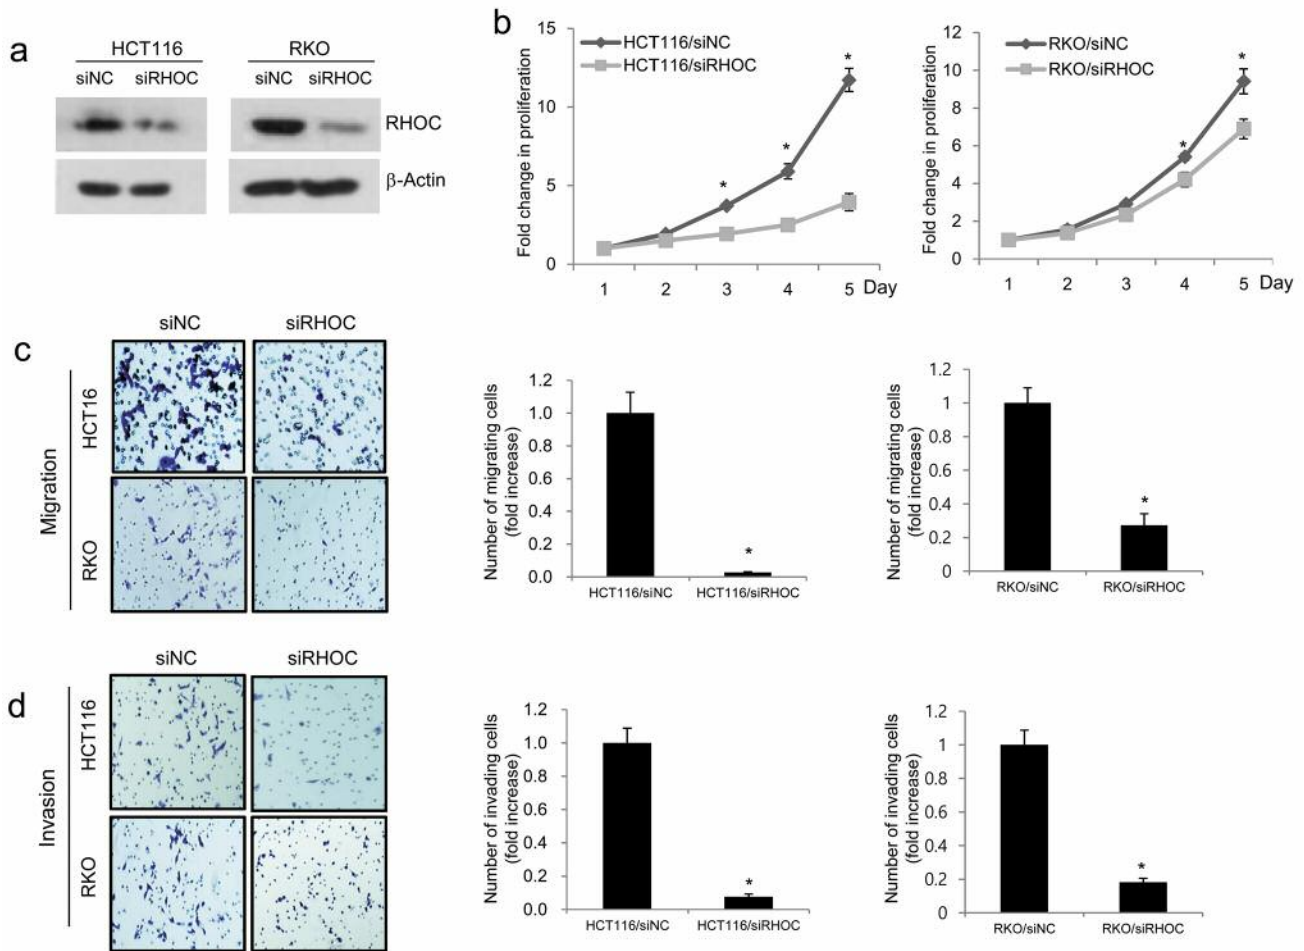 a
HCT116
RKO
siNC siRHOC
siNC siRHOC
RHOC
β-Actin
b
Fold change in proliferation
15
10
5
0
HCT116/siNC
HCT116/siRHOC
*
*
*
1 2 3 4 5 Day
Fold change in proliferation
12
10
8
6
4
2
0
RKO/siNC
RKO/siRHOC
*
*
1 2 3 4 5 Day
c
siNC siRHOC
Migration
HCT16
RKO
Number of migrating cells
(fold increase)
1.2
1.0
0.8
0.6
0.4
0.2
0.0
*
HCT116/siNC HCT116/siRHOC
Number of migrating cells
(fold increase)
1.2
1
0.8
0.6
0.4
0.2
0
*
RKO/siNC RKO/siRHOC
d
siNC siRHOC
Invasion
HCT116
RKO
Number of invading cells
(fold increase)
1.2
1.0
0.8
0.6
0.4
0.2
0.0
*
HCT116/siNC HCT116/siRHOC
Number of invading cells
(fold increase)
1.2
1
0.8
0.6
0.4
0.2
0
*
RKO/siNC RKO/siRHOC